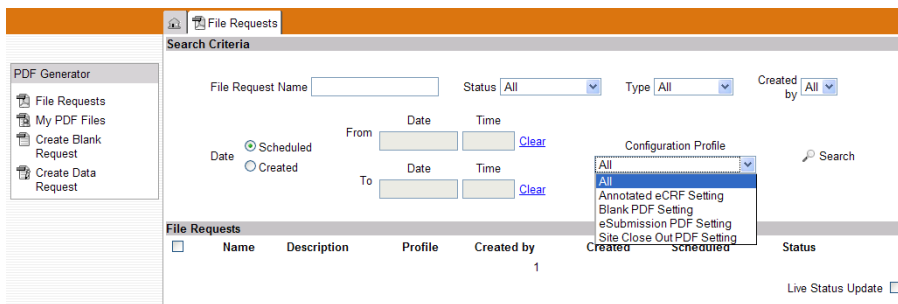 File Requests
Search Criteria
PDF Generator
File Requests
My PDF Files
Create Blank
Request
Create Data
Request
File Request Name
Status All
Type All
Created
by All
Date
Scheduled
Created
From
Date
Time
Clear
To
Date
Time
Clear
Configuration Profile
All
All
Annotated eCRF Setting
Blank PDF Setting
eSubmission PDF Setting
Site Close Out PDF Setting
Search
File Requests
Name Description Profile Created by Created Scheduled Status
1
Live Status Update